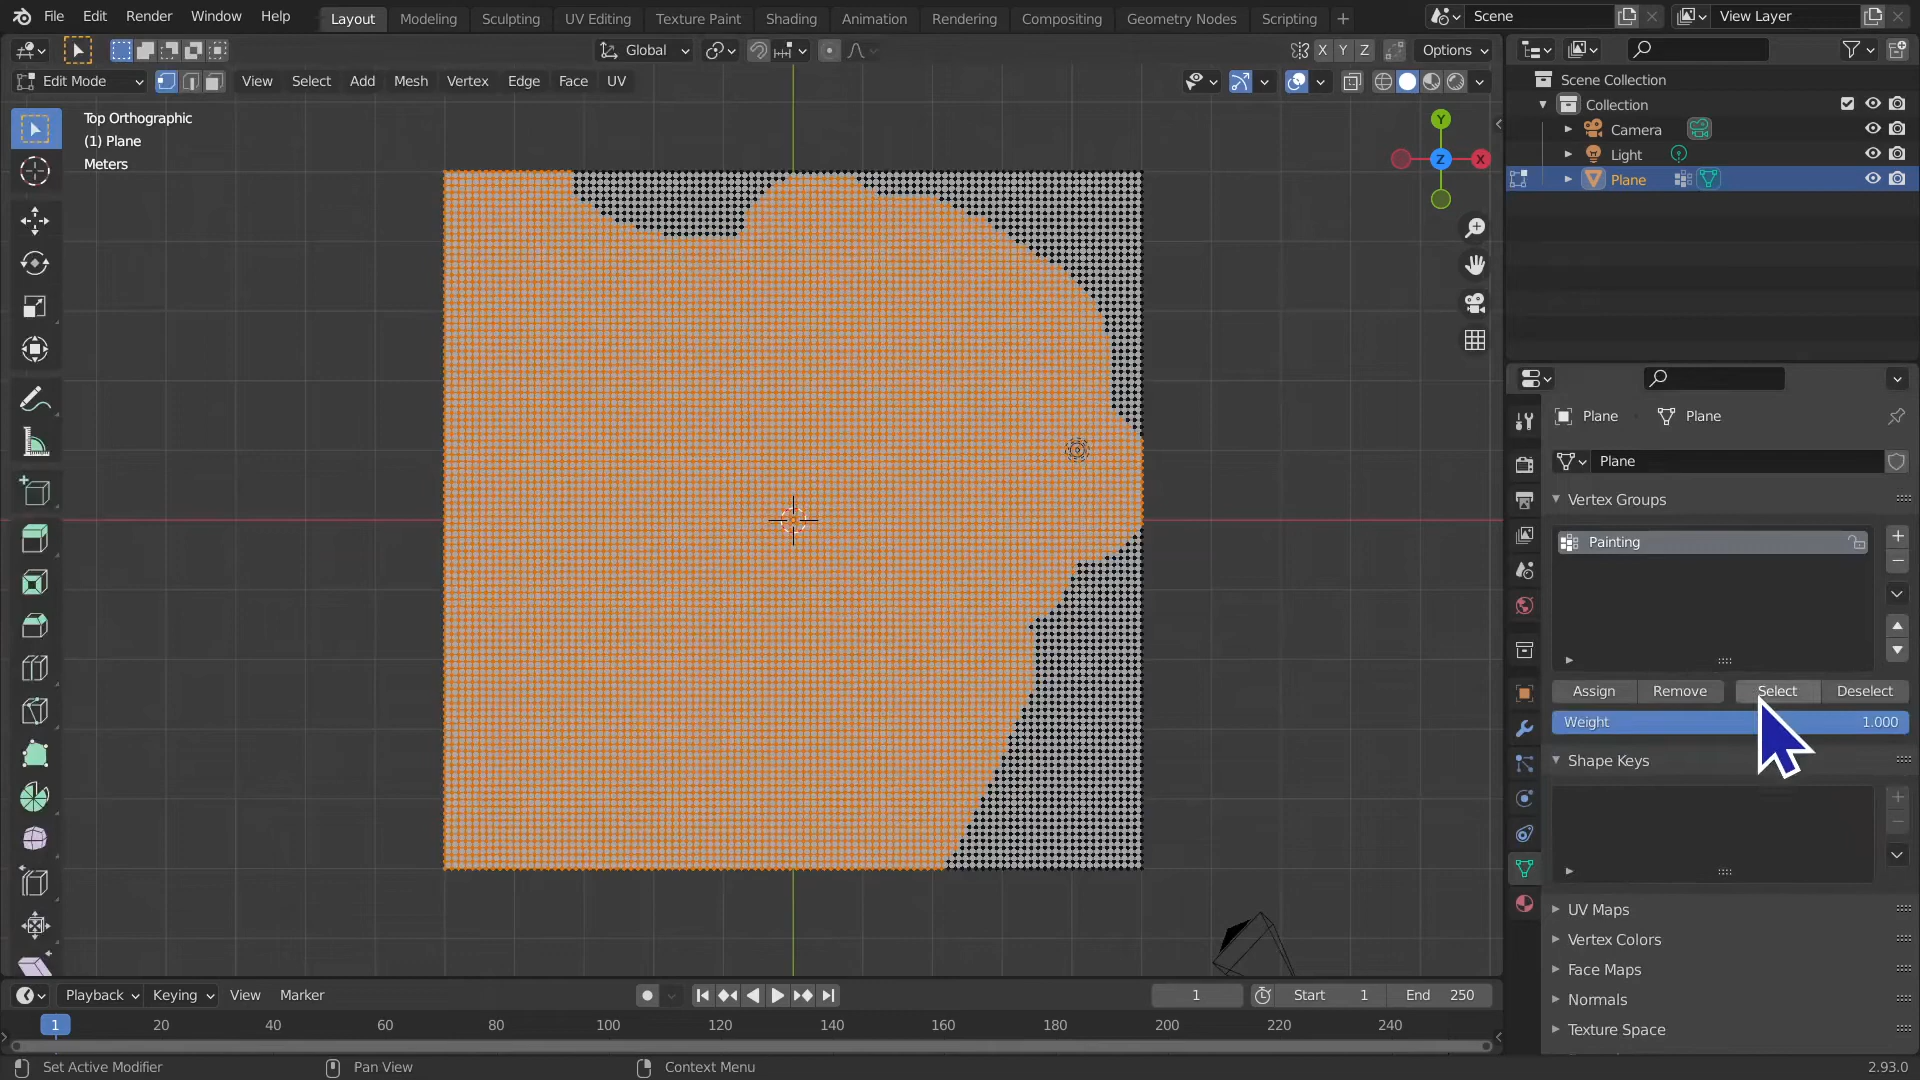 File Edit Render Window Help Layout Modeling Sculpting UV Editing Texture Paint Shading Animation Rendering Compositing Geometry Nodes Scripting + Scene View Layer
Global X Y Z Options
Edit Mode View Select Add Mesh Vertex Edge Face UV
Top Orthographic
(1) Plane
Meters
Y
Z
X
Scene Collection
Collection
Camera
Light
Plane
Plane Plane
Plane
Vertex Groups
Painting
Assign Remove Select Deselect
Weight 1.000
Shape Keys
UV Maps
Vertex Colors
Face Maps
Normals
Texture Space
Playback Keying View Marker 1 Start 1 End 250
1 20 40 60 80 100 120 140 160 180 200 220 240
Set Active Modifier Pan View Context Menu 2.93.0